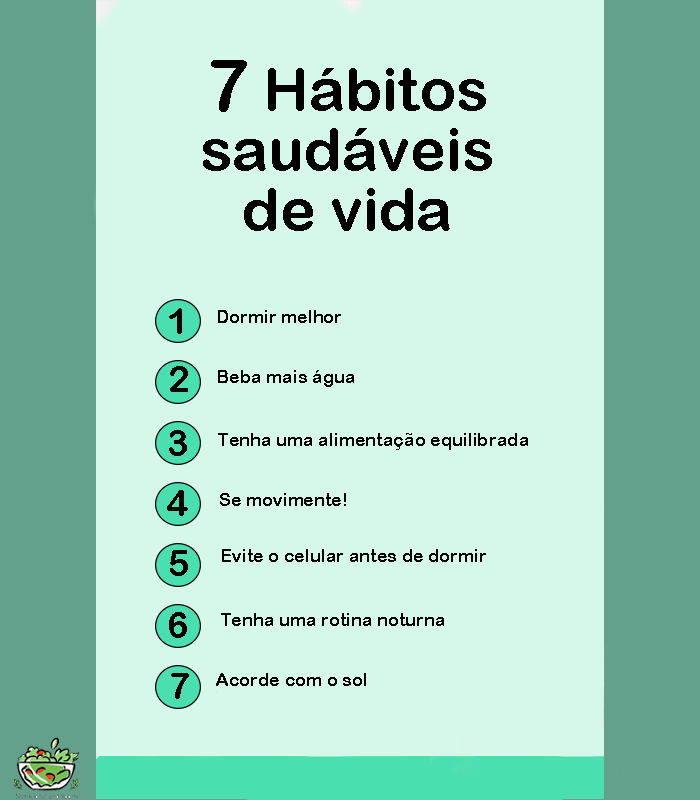 7 Hábitos
saudáveis
de vida
1 Dormir melhor
2 Beba mais água
3 Tenha uma alimentação equilibrada
4 Se movimente!
5 Evite o celular antes de dormir
6 Tenha uma rotina noturna
7 Acorde com o sol